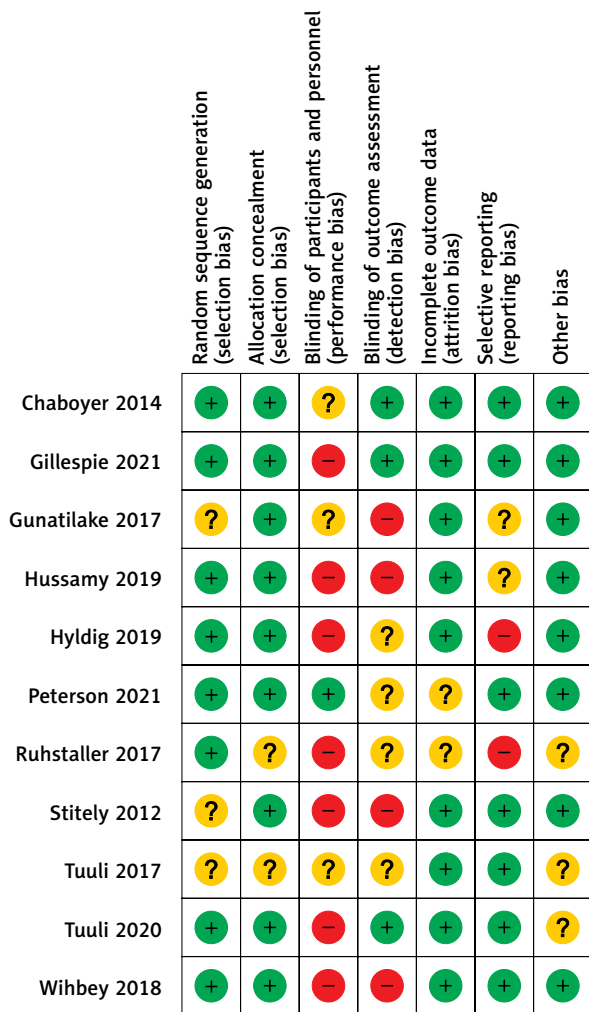 Random sequence generation
(selection bias)
Allocation concealment
(selection bias)
Blinding of participants and personnel
(performance bias)
Blinding of outcome assessment
(detection bias)
Incomplete outcome data
(attrition bias)
Selective reporting
(reporting bias)
Other bias
Chaboyer 2014 + + ? + + + +
Gillespie 2021 + + − + + + +
Gunatilake 2017 ? + ? − + ? +
Hussamy 2019 + + − − + ? +
Hyldig 2019 + + − ? + − +
Peterson 2021 + + + ? ? + +
Ruhstaller 2017 + ? − ? ? − ?
Stitely 2012 ? + − − + + +
Tuuli 2017 ? ? ? ? + + ?
Tuuli 2020 + + − + + + ?
Wihbey 2018 + + − − + + +